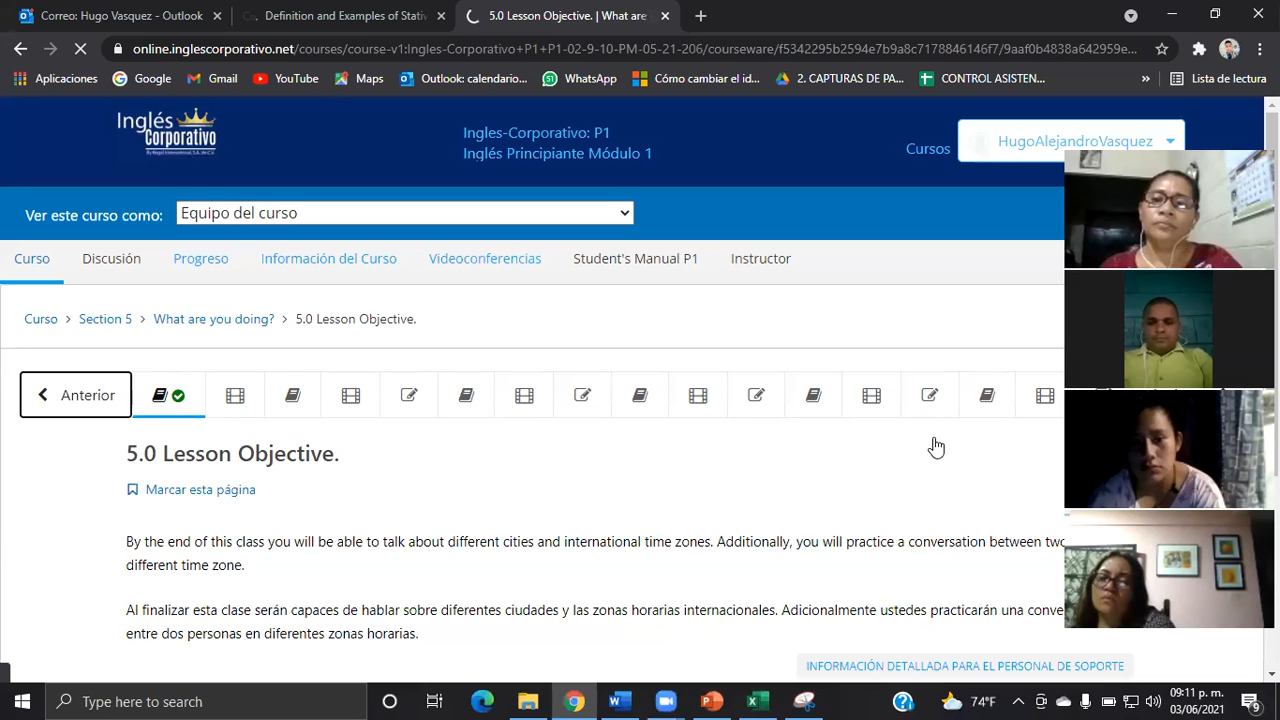 Correo: Hugo Vasquez - Outlook
Definition and Examples of Stativ
5.0 Lesson Objective. | What are
online.inglescorporativo.net/courses/course-v1:Ingles-Corporativo+P1+P1-02-9-10-PM-05-21-206/courseware/f5342295b2594e7b9a8c7178846146f7/9aaf0b4838a642959e...
Aplicaciones Google Gmail YouTube Maps Outlook: calendario... WhatsApp Cómo cambiar el id... 2. CAPTURAS DE PA... CONTROL ASISTEN... » Lista de lectura
Inglés
Corporativo
Ingles-Corporativo: P1
Inglés Principiante Módulo 1
Cursos
HugoAlejandroVasquez
Ver este curso como: Equipo del curso
Curso Discusión Progreso Información del Curso Videoconferencias Student's Manual P1 Instructor
Curso > Section 5 > What are you doing? > 5.0 Lesson Objective.
Anterior
5.0 Lesson Objective.
Marcar esta página
By the end of this class you will be able to talk about different cities and international time zones. Additionally, you will practice a conversation between two
different time zone.
Al finalizar esta clase serán capaces de hablar sobre diferentes ciudades y las zonas horarias internacionales. Adicionalmente ustedes practicarán una conve
entre dos personas en diferentes zonas horarias.
INFORMACIÓN DETALLADA PARA EL PERSONAL DE SOPORTE
Type here to search
74°F
09:11 p. m.
03/06/2021
9